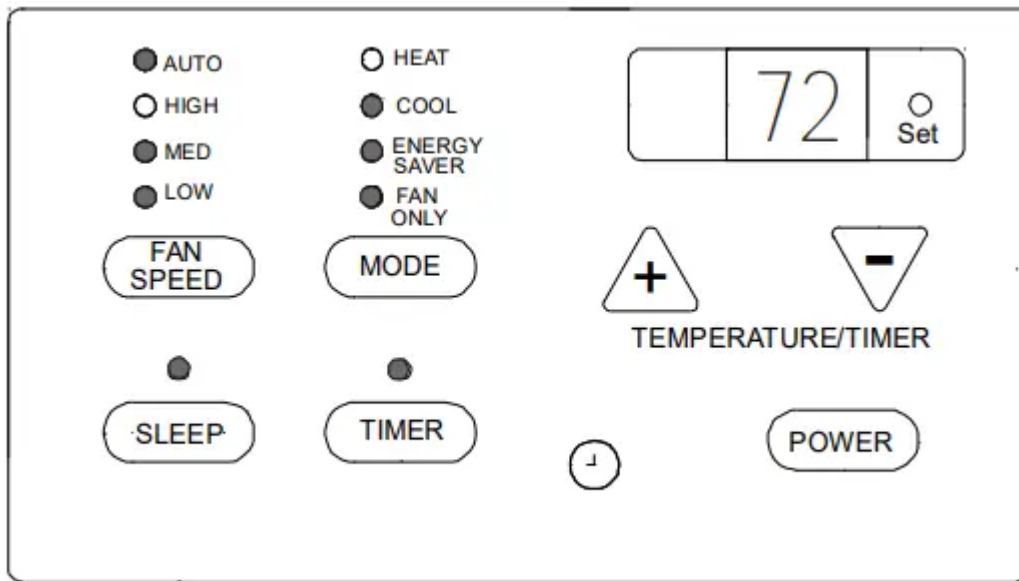 AUTO
HIGH
MED
LOW
FAN
SPEED
HEAT
COOL
ENERGY
SAVER
FAN
ONLY
MODE
72
Set
+
-
TEMPERATURE/TIMER
SLEEP
TIMER
POWER